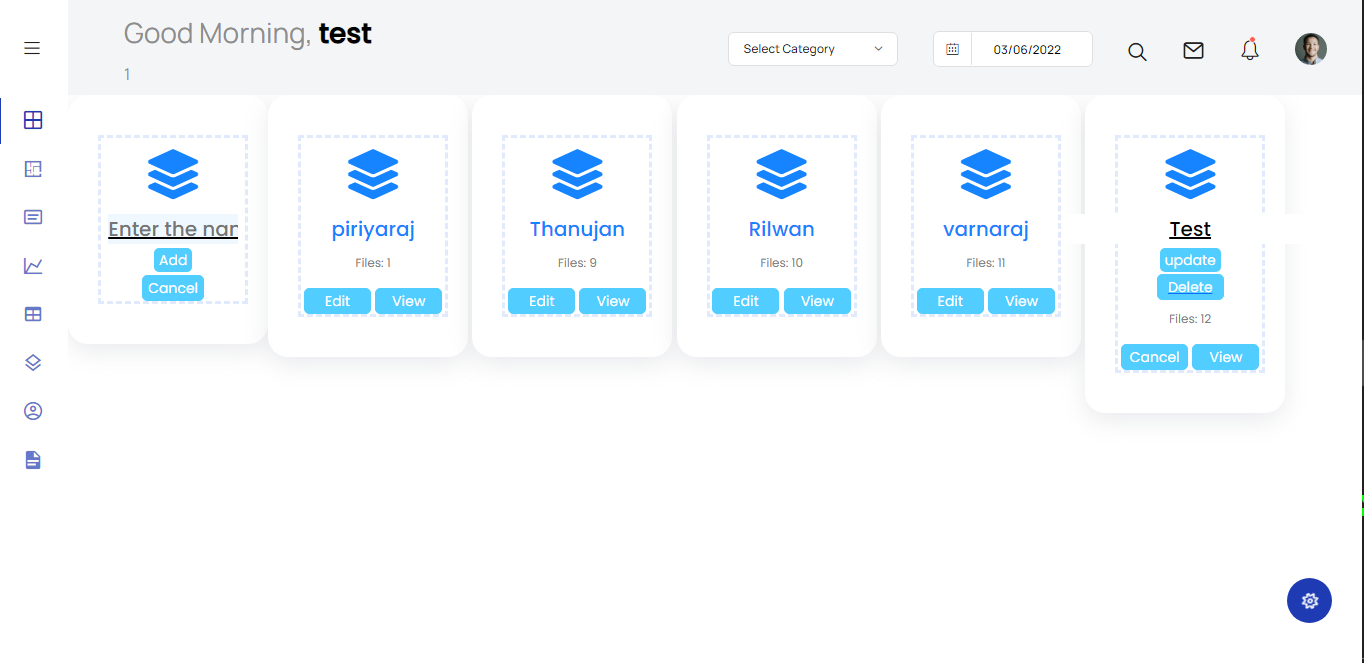 Good Morning, test
1
Select Category
03/06/2022
Enter the nar
Add
Cancel
piriyaraj
Files: 1
Edit View
Thanujan
Files: 9
Edit View
Rilwan
Files: 10
Edit View
varnaraj
Files: 11
Edit View
Test
update
Delete
Files: 12
Cancel View